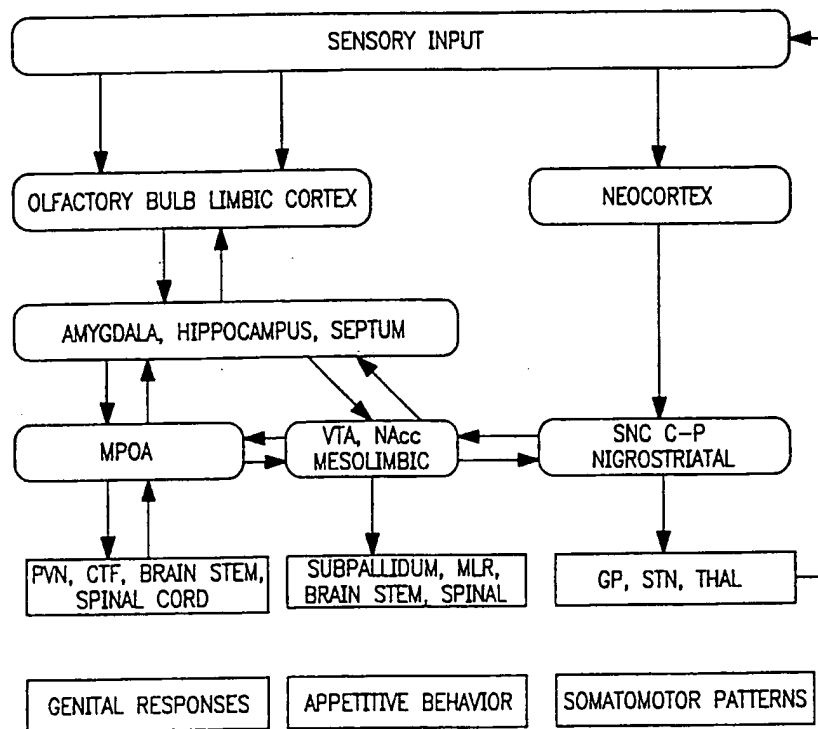 SENSORY INPUT
OLFACTORY BULB LIMBIC CORTEX
NEOCORTEX
AMYGDALA, HIPPOCAMPUS, SEPTUM
MPOA
VTA, NAcc
MESOLIMBIC
SNC C-P
NIGROSTRIATAL
PVN, CTF, BRAIN STEM,
SPINAL CORD
SUBPALLIDUM, MLR,
BRAIN STEM, SPINAL
GP, STN, THAL
GENITAL RESPONSES
APPETITIVE BEHAVIOR
SOMATOMOTOR PATTERNS